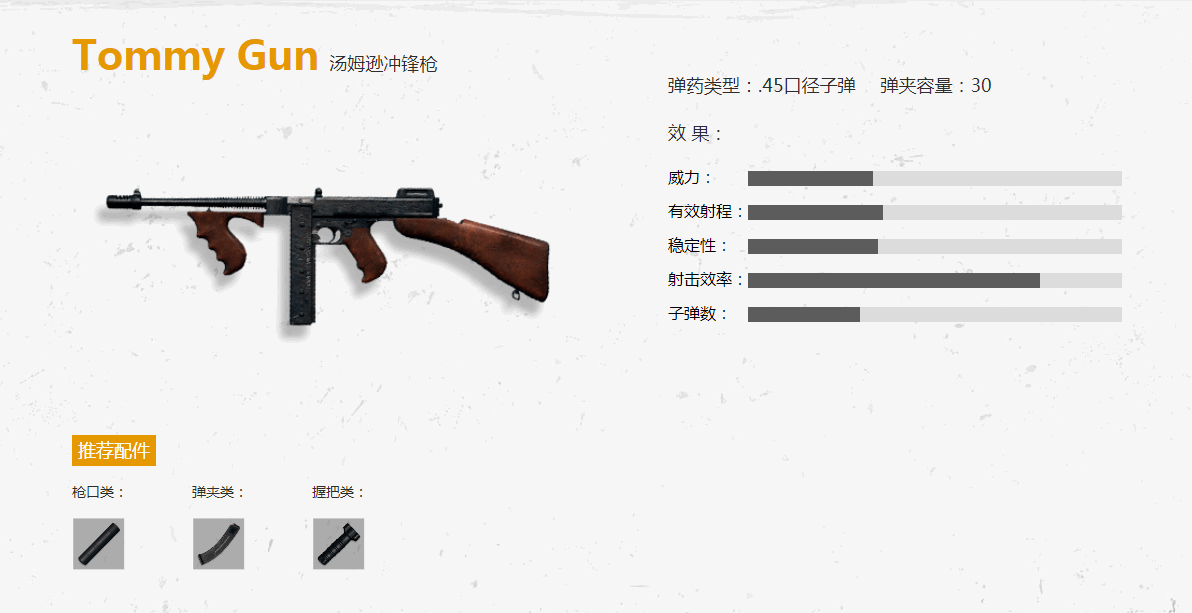 Tommy Gun 汤姆逊冲锋枪
弹药类型：.45口径子弹 弹夹容量：30
效 果：
威力：
有效射程：
稳定性：
射击效率：
子弹数：
推荐配件
枪口类： 弹夹类： 握把类：